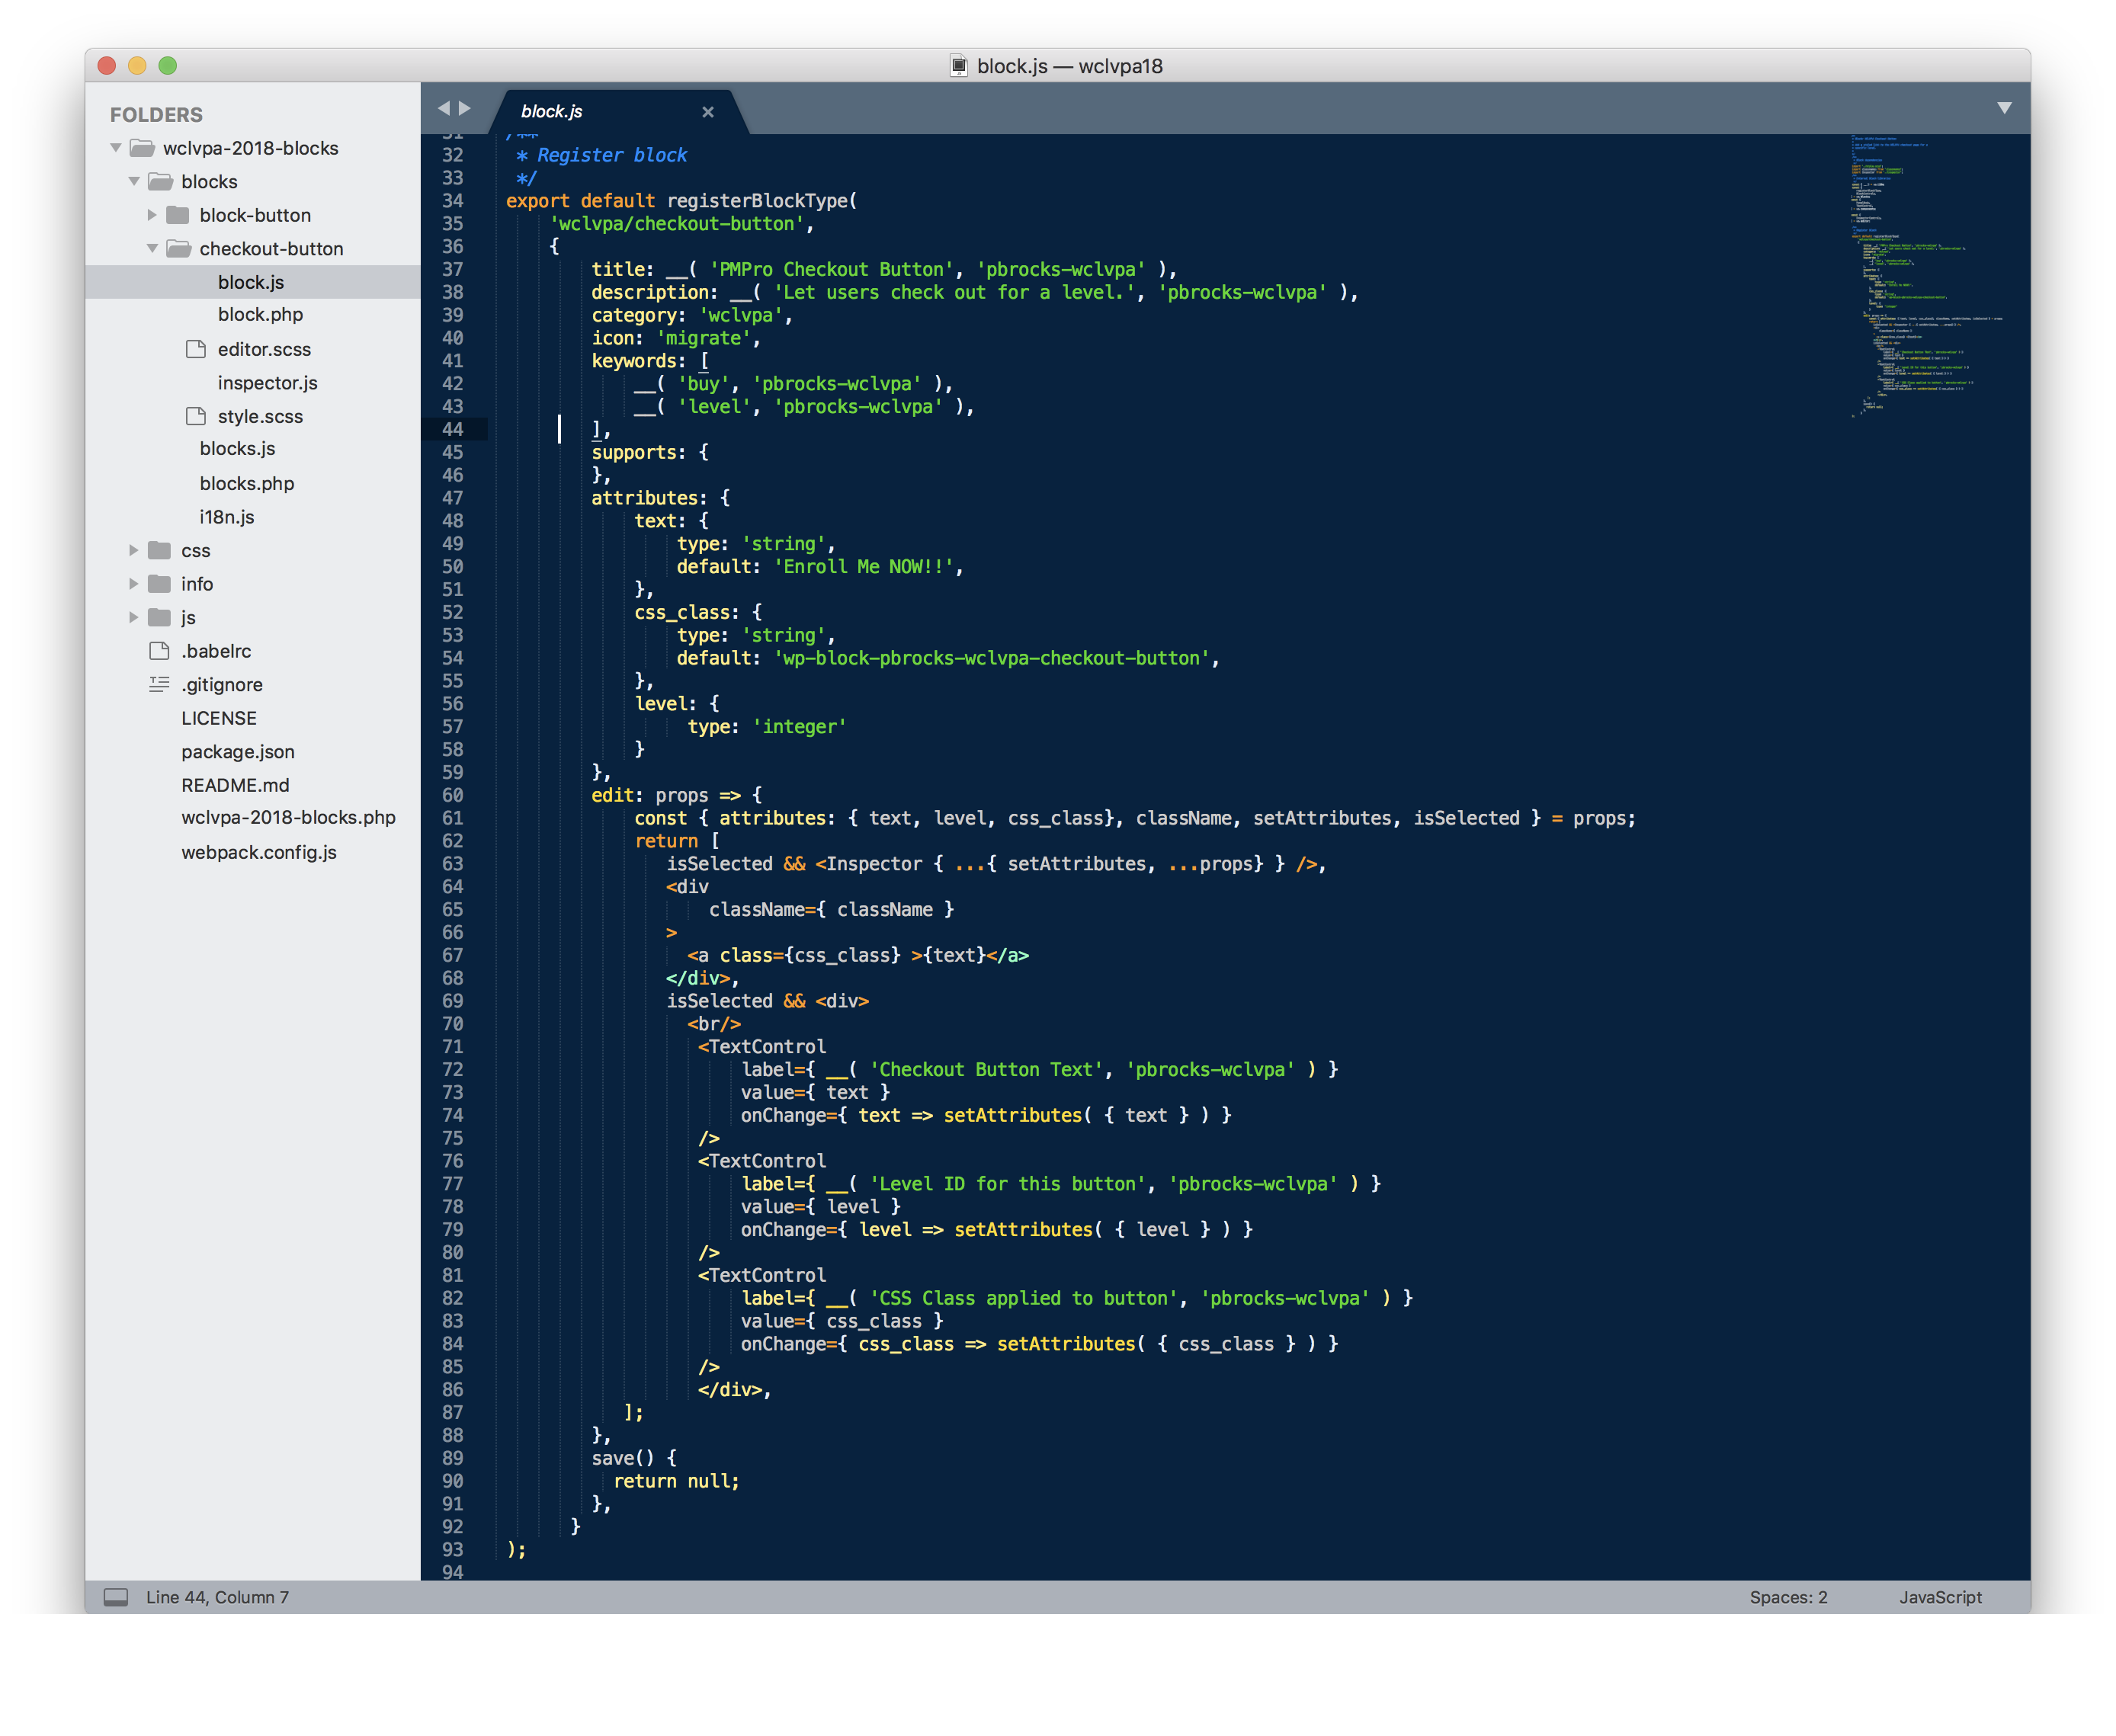 block.js — wclvpa18
FOLDERS
wclvpa-2018-blocks
blocks
block-button
checkout-button
block.js
block.php
editor.scss
inspector.js
style.scss
blocks.js
blocks.php
i18n.js
css
info
js
.babelrc
.gitignore
LICENSE
package.json
README.md
wclvpa-2018-blocks.php
webpack.config.js
block.js
31 /**
32  * Register block
33  */
34 export default registerBlockType(
35     'wclvpa/checkout-button',
36     {
37         title: __( 'PMPro Checkout Button', 'pbrocks-wclvpa' ),
38         description: __( 'Let users check out for a level.', 'pbrocks-wclvpa' ),
39         category: 'wclvpa',
40         icon: 'migrate',
41         keywords: [
42             __( 'buy', 'pbrocks-wclvpa' ),
43             __( 'level', 'pbrocks-wclvpa' ),
44         ],
45         supports: {
46         },
47         attributes: {
48             text: {
49                 type: 'string',
50                 default: 'Enroll Me NOW!!',
51             },
52             css_class: {
53                 type: 'string',
54                 default: 'wp-block-pbrocks-wclvpa-checkout-button',
55             },
56             level: {
57                  type: 'integer'
58             }
59         },
60         edit: props => {
61             const { attributes: { text, level, css_class}, className, setAttributes, isSelected } = props;
62             return [
63                isSelected && <Inspector { ...{ setAttributes, ...props} } />,
64                <div
65                    className={ className }
66                >
67                  <a class={css_class} >{text}</a>
68                </div>,
69                isSelected && <div>
70                  <br/>
71                   <TextControl
72                       label={ __( 'Checkout Button Text', 'pbrocks-wclvpa' ) }
73                       value={ text }
74                       onChange={ text => setAttributes( { text } ) }
75                   />
76                   <TextControl
77                       label={ __( 'Level ID for this button', 'pbrocks-wclvpa' ) }
78                       value={ level }
79                       onChange={ level => setAttributes( { level } ) }
80                   />
81                   <TextControl
82                       label={ __( 'CSS Class applied to button', 'pbrocks-wclvpa' ) }
83                       value={ css_class }
84                       onChange={ css_class => setAttributes( { css_class } ) }
85                   />
86                   </div>,
87            ];
88         },
89         save() {
90           return null;
91         },
92       }
93 );
94
Line 44, Column 7
Spaces: 2
JavaScript